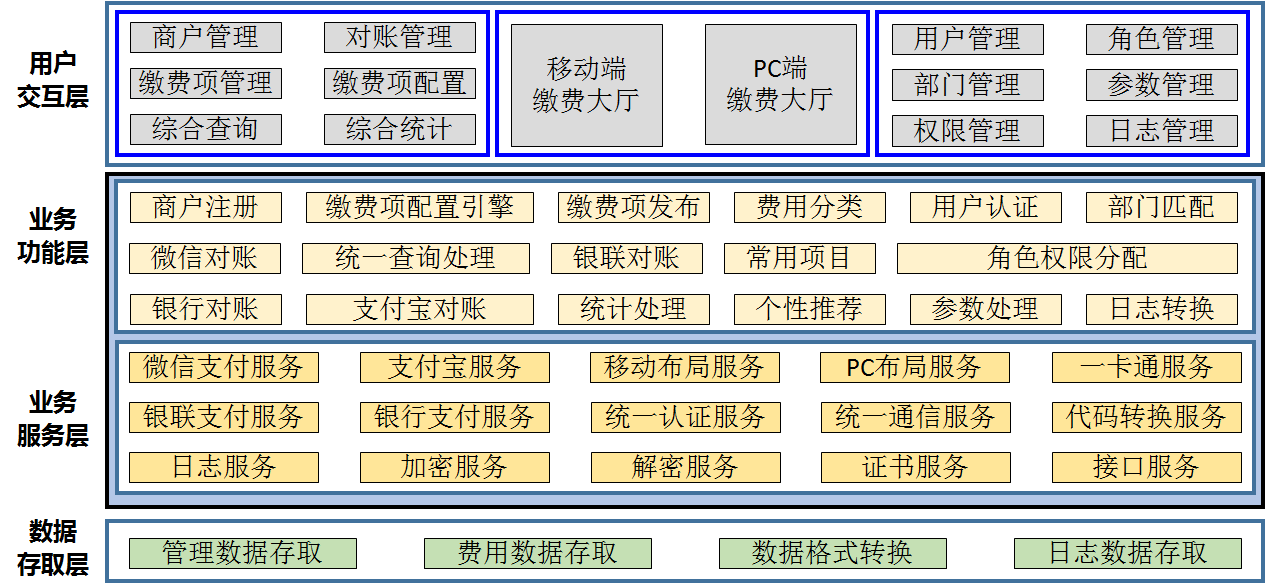 用户
交互层
商户管理
对账管理
缴费项管理
缴费项配置
综合查询
综合统计
移动端
缴费大厅
PC端
缴费大厅
用户管理
角色管理
部门管理
参数管理
权限管理
日志管理
业务
功能层
商户注册
缴费项配置引擎
缴费项发布
费用分类
用户认证
部门匹配
微信对账
统一查询处理
银联对账
常用项目
角色权限分配
银行对账
支付宝对账
统计处理
个性推荐
参数处理
日志转换
业务
服务层
微信支付服务
支付宝服务
移动布局服务
PC布局服务
一卡通服务
银联支付服务
银行支付服务
统一认证服务
统一通信服务
代码转换服务
日志服务
加密服务
解密服务
证书服务
接口服务
数据
存取层
管理数据存取
费用数据存取
数据格式转换
日志数据存取